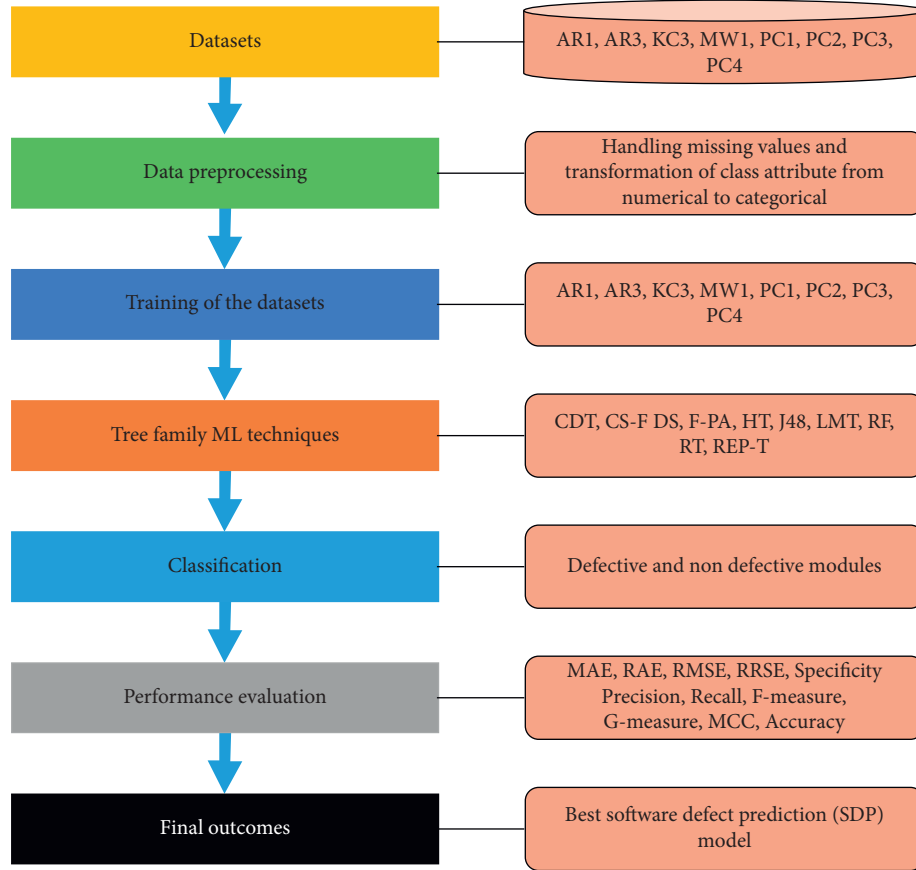 Datasets
AR1, AR3, KC3, MW1, PC1, PC2, PC3,
PC4
Data preprocessing
Handling missing values and
transformation of class attribute from
numerical to categorical
Training of the datasets
AR1, AR3, KC3, MW1, PC1, PC2, PC3,
PC4
Tree family ML techniques
CDT, CS-F DS, F-PA, HT, J48, LMT, RF,
RT, REP-T
Classification
Defective and non defective modules
Performance evaluation
MAE, RAE, RMSE, RRSE, Specificity
Precision, Recall, F-measure,
G-measure, MCC, Accuracy
Final outcomes
Best software defect prediction (SDP)
model